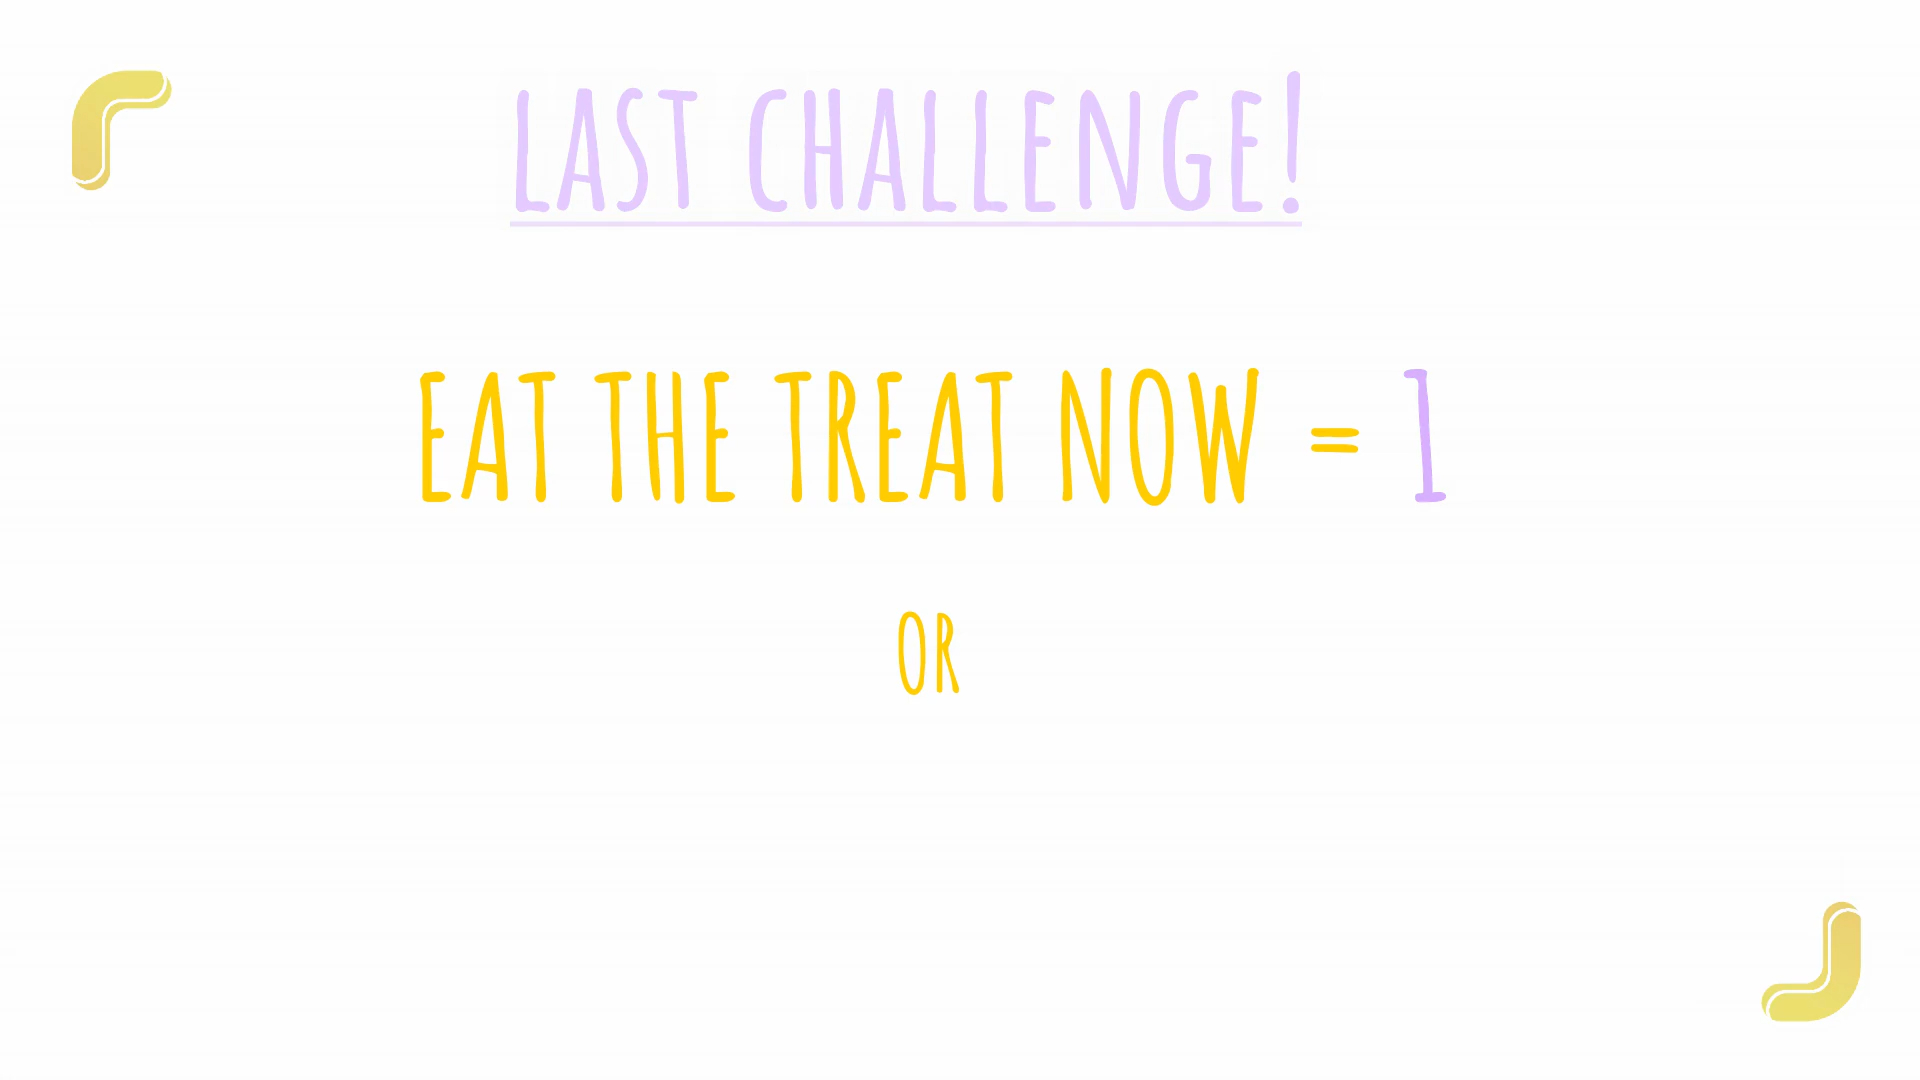 LAST CHALLENGE!
EAT THE TREAT NOW = 1
OR